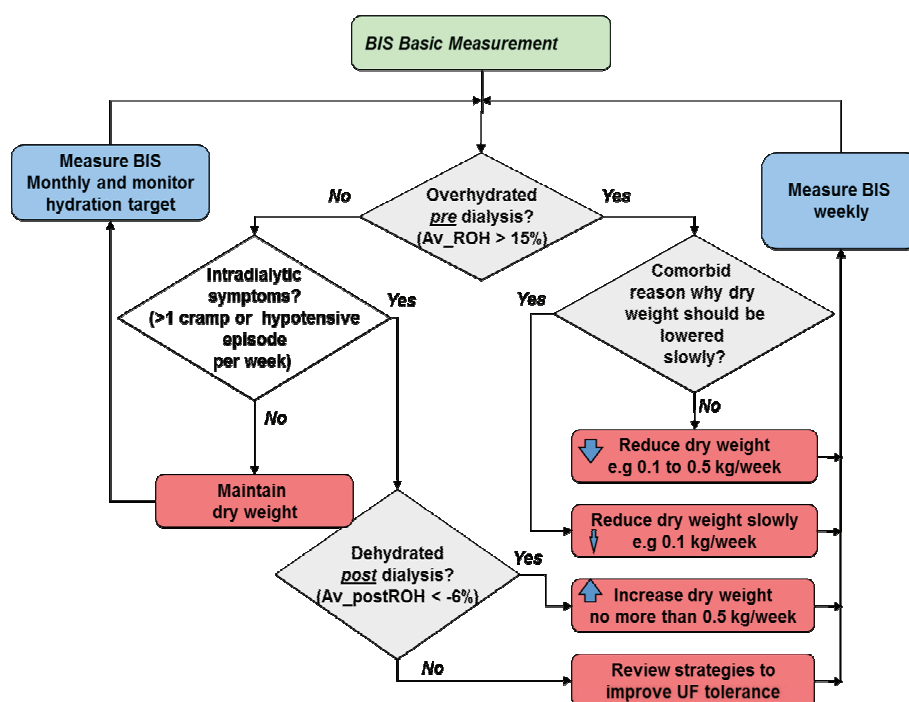 BIS Basic Measurement
Measure BIS
Monthly and monitor
hydration target
No
Overhydrated
pre dialysis?
(Av_ROH > 15%)
Yes
Measure BIS
weekly
Intradialytic
symptoms?
(>1 cramp or hypotensive
episode
per week)
Yes
Comorbid
reason why dry
weight should be
lowered
slowly?
Yes
No
No
Reduce dry weight
e.g 0.1 to 0.5 kg/week
Maintain
dry weight
Reduce dry weight slowly
e.g 0.1 kg/week
Dehydrated
post dialysis?
(Av_postROH < -6%)
Yes
Increase dry weight
no more than 0.5 kg/week
No
Review strategies to
improve UF tolerance